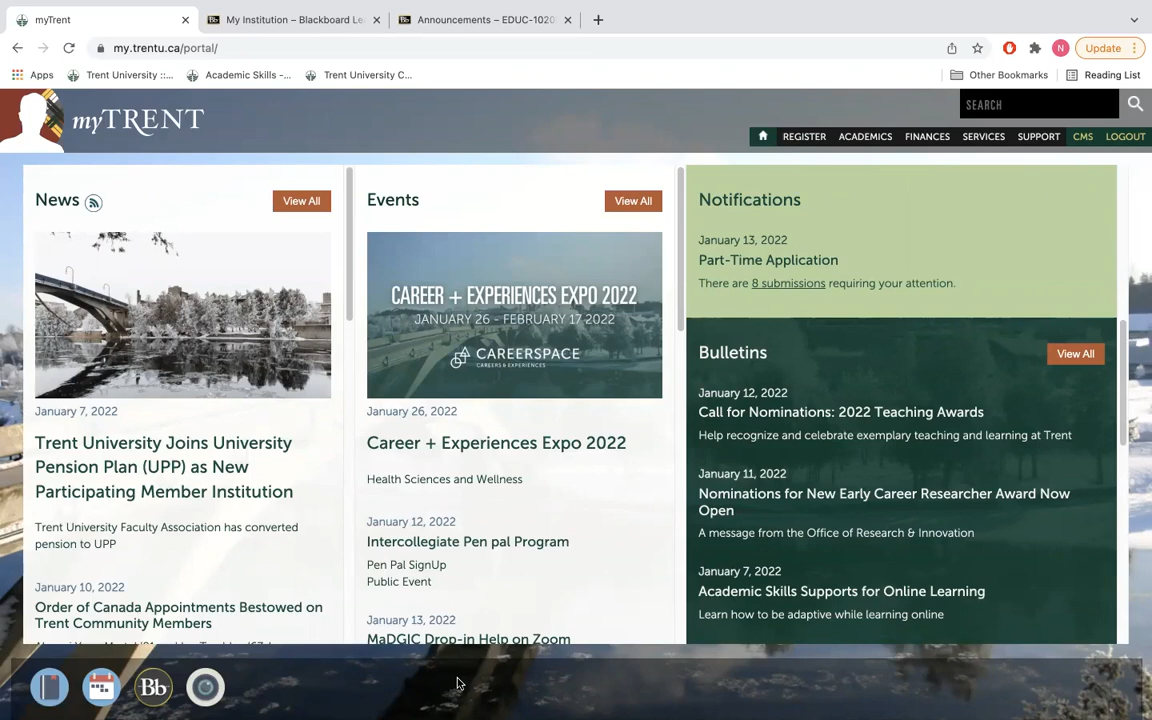 myTrent
Bb My Institution – Blackboard Le
Bb Announcements – EDUC-1020
my.trentu.ca/portal/
N
Update
Apps
Trent University ::...
Academic Skills -...
Trent University C...
Other Bookmarks
Reading List
myTRENT
SEARCH
REGISTER ACADEMICS FINANCES SERVICES SUPPORT CMS LOGOUT
News
View All
January 7, 2022
Trent University Joins University
Pension Plan (UPP) as New
Participating Member Institution
Trent University Faculty Association has converted
pension to UPP
January 10, 2022
Order of Canada Appointments Bestowed on
Trent Community Members
Events
View All
CAREER + EXPERIENCES EXPO 2022
JANUARY 26 - FEBRUARY 17 2022
CAREERSPACE
CAREERS & EXPERIENCES
January 26, 2022
Career + Experiences Expo 2022
Health Sciences and Wellness
January 12, 2022
Intercollegiate Pen pal Program
Pen Pal SignUp
Public Event
January 13, 2022
MaDGIC Drop-in Help on Zoom
Notifications
January 13, 2022
Part-Time Application
There are 8 submissions requiring your attention.
Bulletins
View All
January 12, 2022
Call for Nominations: 2022 Teaching Awards
Help recognize and celebrate exemplary teaching and learning at Trent
January 11, 2022
Nominations for New Early Career Researcher Award Now
Open
A message from the Office of Research & Innovation
January 7, 2022
Academic Skills Supports for Online Learning
Learn how to be adaptive while learning online
Bb